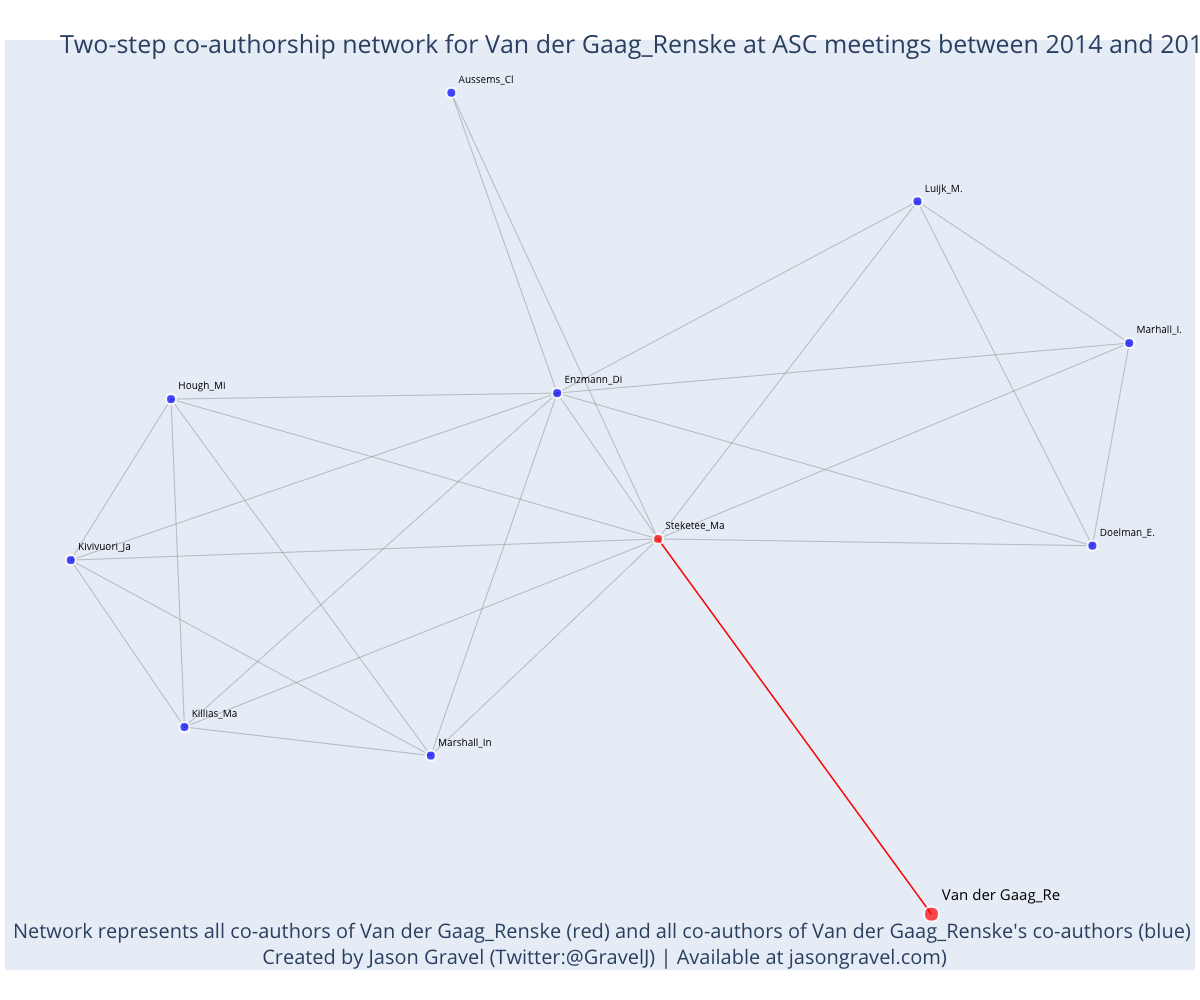 Two-step co-authorship network for Van der Gaag_Renske at ASC meetings between 2014 and 201
Aussems_Cl
Luijk_M.
Marhall_I.
Enzmann_Di
Hough_Mi
Steketee_Ma
Doelman_E.
Kivivuori_Ja
Killias_Ma
Marshall_In
Van der Gaag_Re
Network represents all co-authors of Van der Gaag_Renske (red) and all co-authors of Van der Gaag_Renske's co-authors (blue)
Created by Jason Gravel (Twitter:@GravelJ) | Available at jasongravel.com)